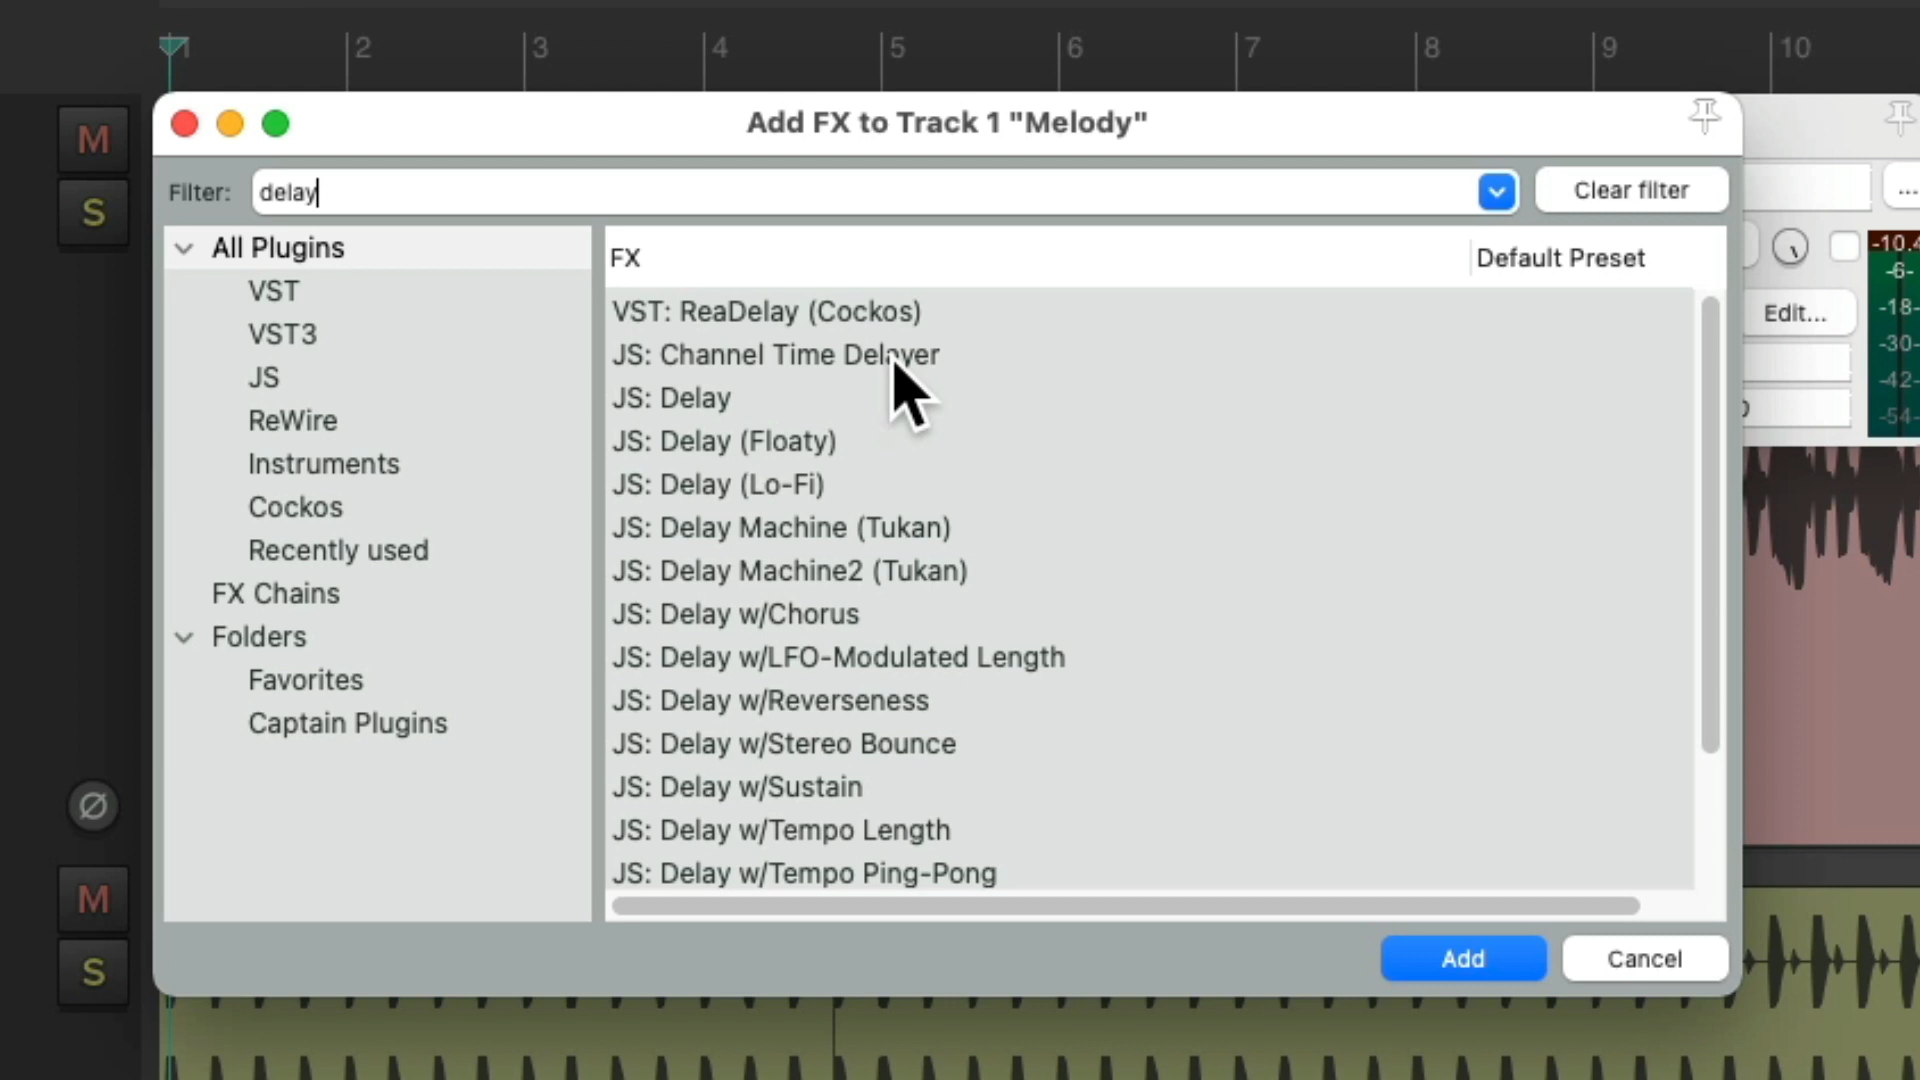 1 2 3 4 5 6 7 8 9 10
Add FX to Track 1 "Melody"
M
S
Filter: delay Clear filter
...
All Plugins
VST
VST3
JS
ReWire
Instruments
Cockos
Recently used
FX Chains
Folders
Favorites
Captain Plugins
FX Default Preset
VST: ReaDelay (Cockos)
JS: Channel Time Delayer
JS: Delay
JS: Delay (Floaty)
JS: Delay (Lo-Fi)
JS: Delay Machine (Tukan)
JS: Delay Machine2 (Tukan)
JS: Delay w/Chorus
JS: Delay w/LFO-Modulated Length
JS: Delay w/Reverseness
JS: Delay w/Stereo Bounce
JS: Delay w/Sustain
JS: Delay w/Tempo Length
JS: Delay w/Tempo Ping-Pong
Edit...
-10.4
-6-
-18-
-30-
-42-
-54-
Ø
M
S
Add Cancel